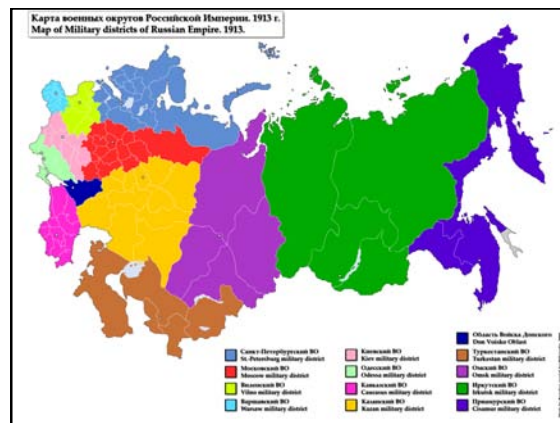 Карта военных округов Российской Империи. 1913 г.
Map of Military districts of Russian Empire. 1913.
Санкт-Петербургский ВО
St.-Petersburg military district
Московский ВО
Moscow military district
Виленский ВО
Vilno military district
Варшавский ВО
Warsaw military district
Киевский ВО
Kiev military district
Одесский ВО
Odessa military district
Кавказский ВО
Caucasus military district
Казанский ВО
Kazan military district
Область Войска Донского
Don Voisko Oblast
Туркестанский ВО
Turkestan military district
Омский ВО
Omsk military district
Иркутский ВО
Irkutsk military district
Приамурский ВО
Cisamur military district